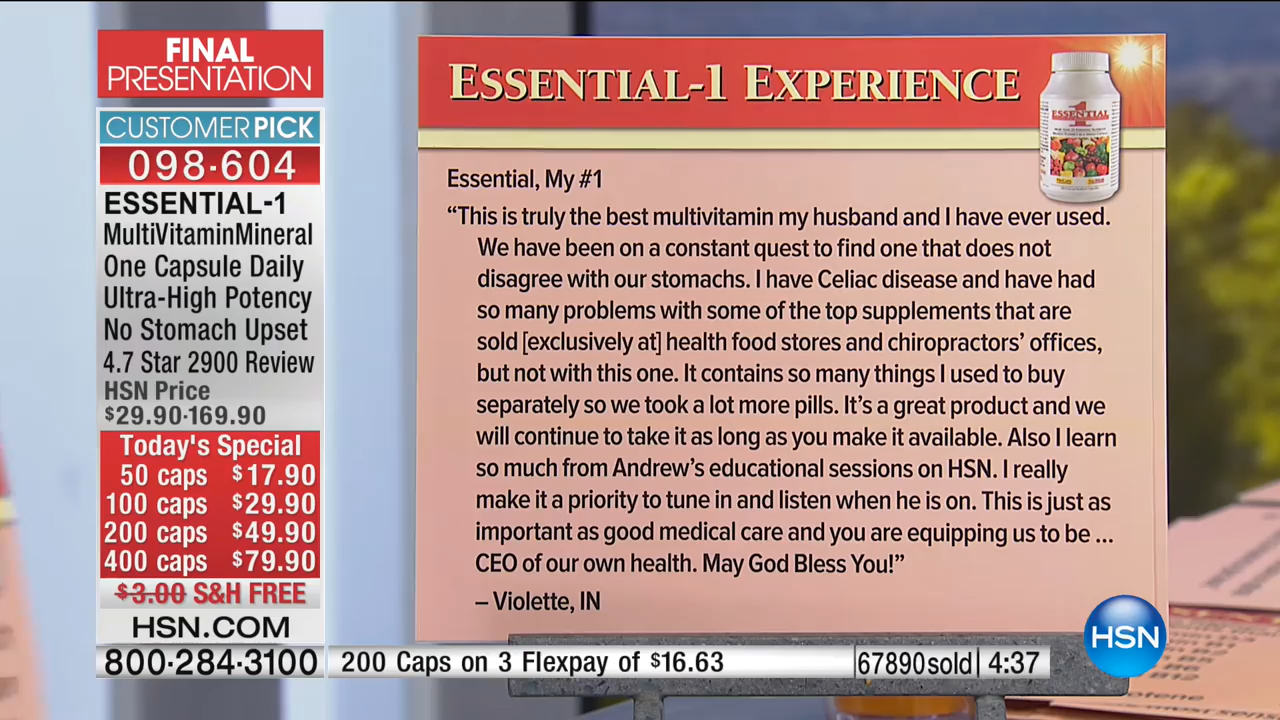 FINAL
PRESENTATION
CUSTOMER PICK
098·604
ESSENTIAL-1
MultiVitaminMineral
One Capsule Daily
Ultra-High Potency
No Stomach Upset
4.7 Star 2900 Review
HSN Price
$29.90-169.90
Today's Special
50 caps $17.90
100 caps $29.90
200 caps $49.90
400 caps $79.90
$3.00 S&H FREE
HSN.COM
800·284·3100
200 Caps on 3 Flexpay of $16.63
67890sold
4:37
ESSENTIAL-1 EXPERIENCE
ESSENTIAL
1
Essential, My #1
“This is truly the best multivitamin my husband and I have ever used.
We have been on a constant quest to find one that does not
disagree with our stomachs. I have Celiac disease and have had
so many problems with some of the top supplements that are
sold [exclusively at] health food stores and chiropractors’ offices,
but not with this one. It contains so many things I used to buy
separately so we took a lot more pills. It’s a great product and we
will continue to take it as long as you make it available. Also I learn
so much from Andrew’s educational sessions on HSN. I really
make it a priority to tune in and listen when he is on. This is just as
important as good medical care and you are equipping us to be ...
CEO of our own health. May God Bless You!”
– Violette, IN
HSN
B12